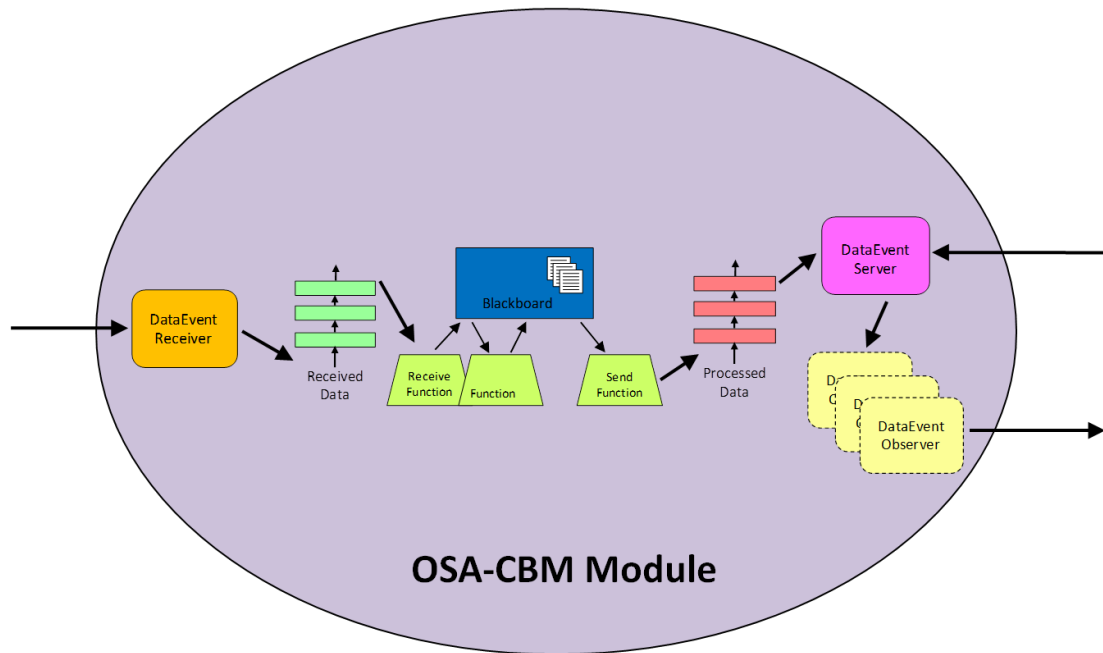 DataEvent
Receiver
Received
Data
Receive
Function
Function
Blackboard
Send
Function
Processed
Data
DataEvent
Server
DataEvent
Observer
OSA-CBM Module